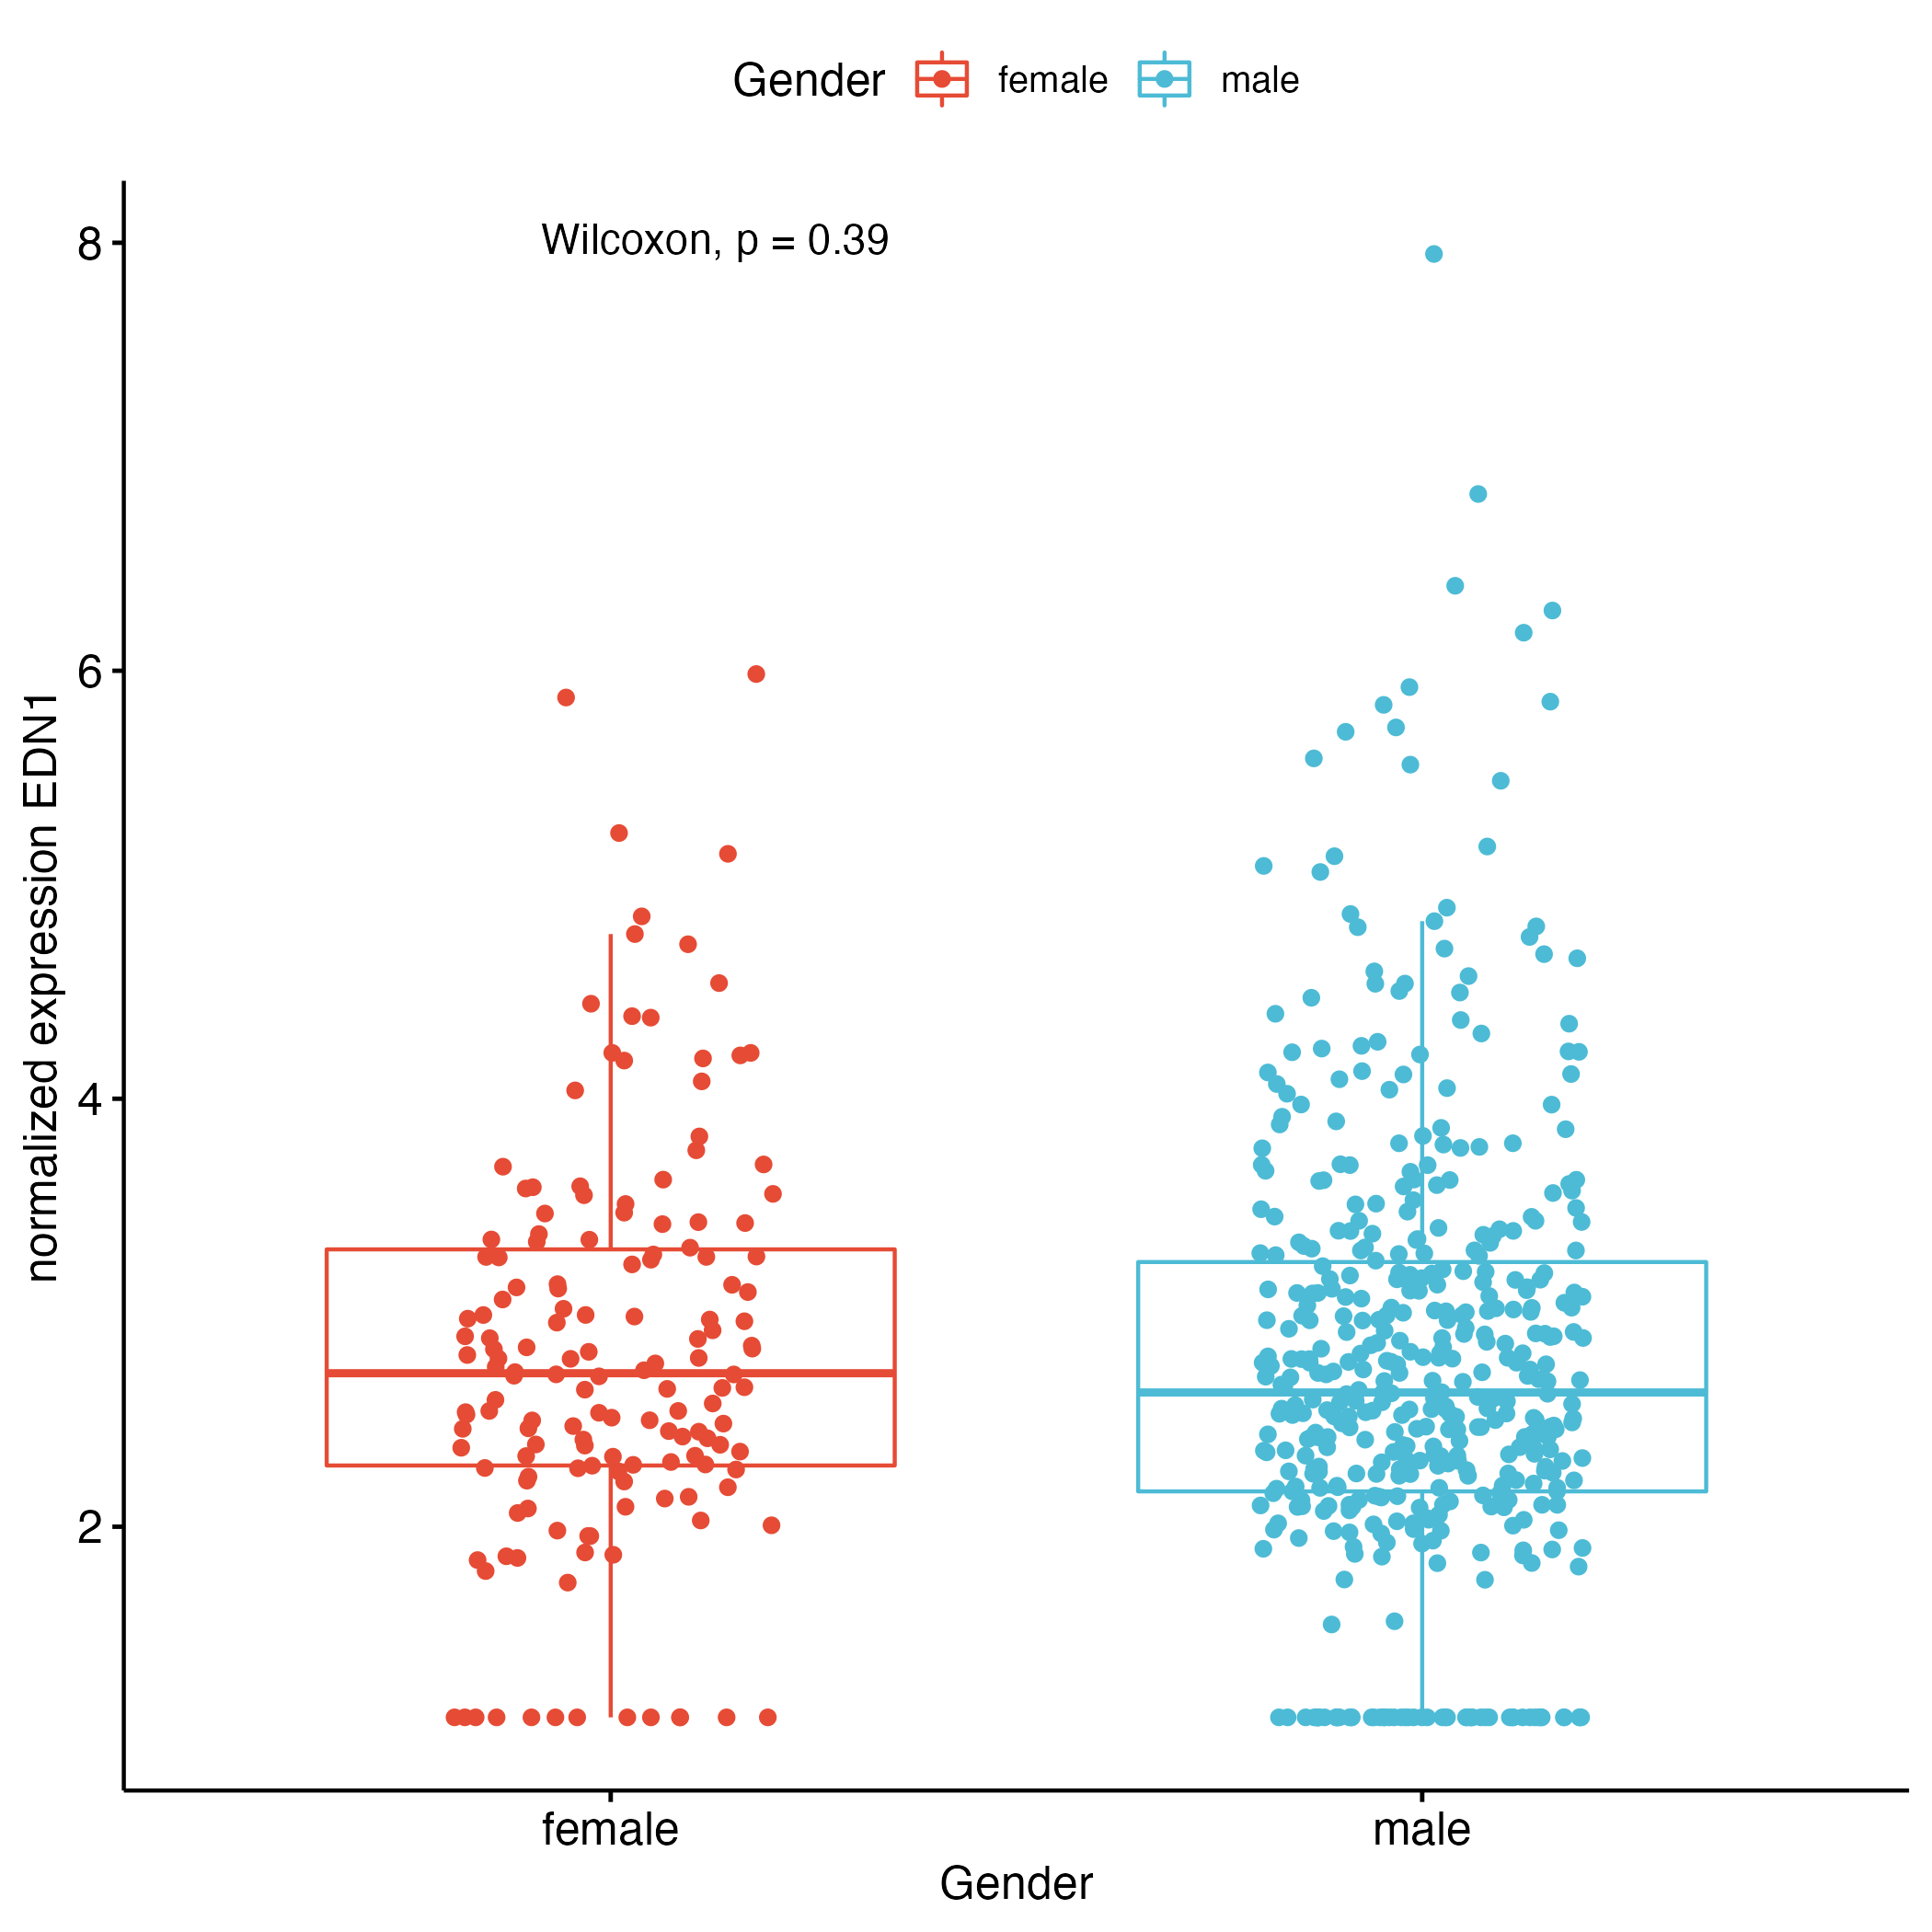 Gender female male
Wilcoxon, p = 0.39
8
6
4
2
normalized expression EDN1
female male
Gender